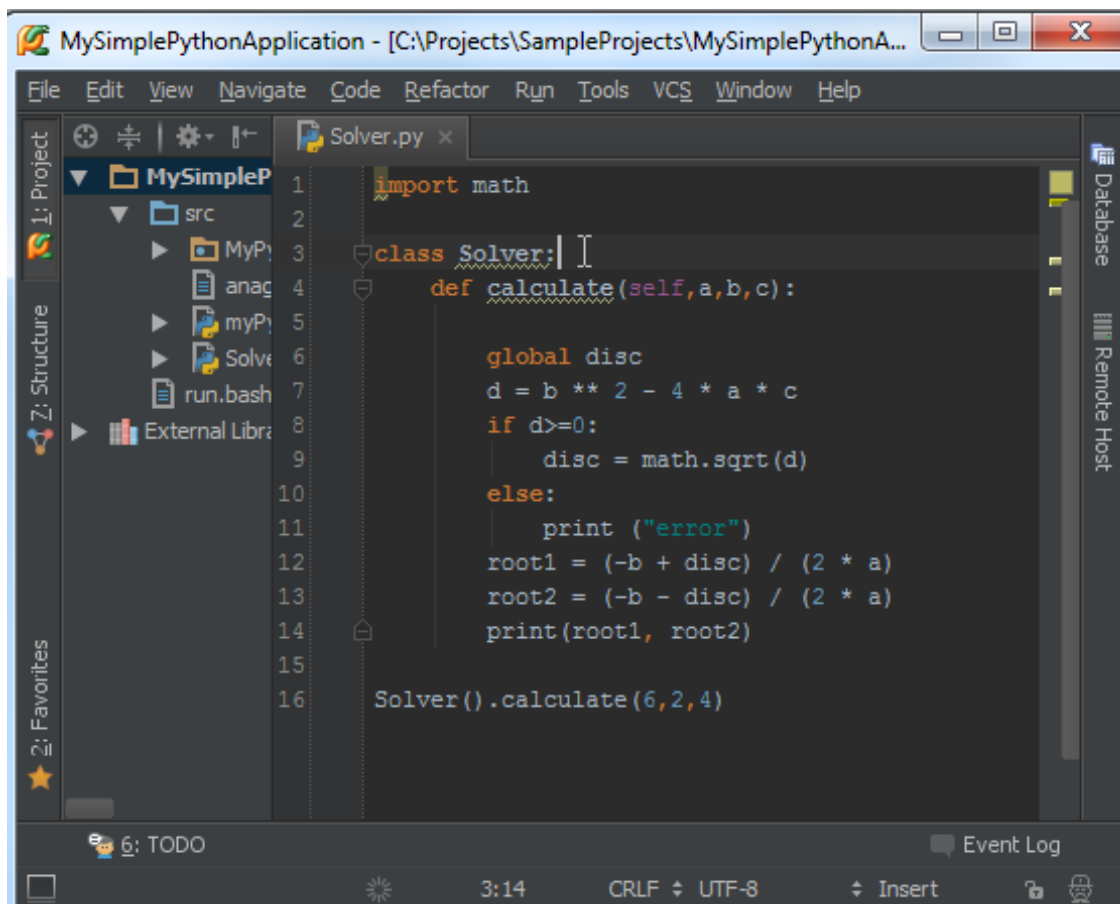 MySimplePythonApplication - [C:\Projects\SampleProjects\MySimplePythonA...
File Edit View Navigate Code Refactor Run Tools VCS Window Help
1: Project
7: Structure
2: Favorites
MySimpleP
src
MyPy
anag
myPy
Solve
run.bash
External Libra
Solver.py
1 import math
2
3 class Solver:
4     def calculate(self,a,b,c):
5
6         global disc
7         d = b ** 2 - 4 * a * c
8         if d>=0:
9             disc = math.sqrt(d)
10         else:
11             print ("error")
12         root1 = (-b + disc) / (2 * a)
13         root2 = (-b - disc) / (2 * a)
14         print(root1, root2)
15
16 Solver().calculate(6,2,4)
Database
Remote Host
6: TODO
Event Log
3:14 CRLF UTF-8 Insert